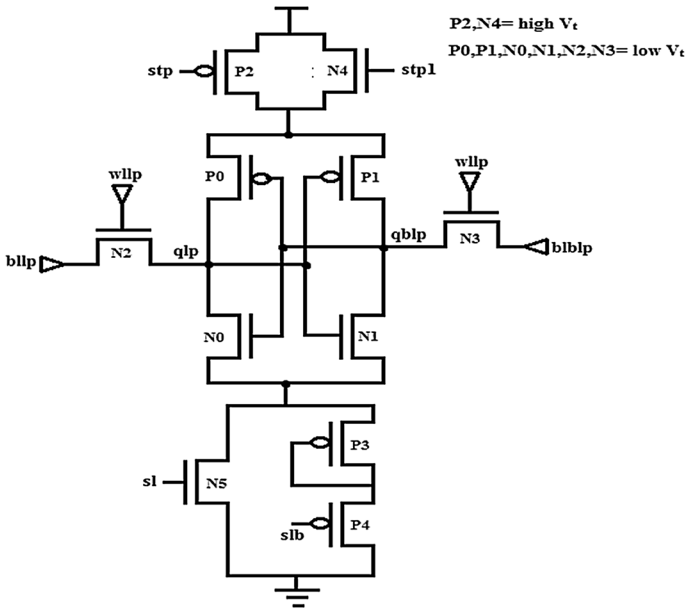 P2,N4= high Vt
P0,P1,N0,N1,N2,N3= low Vt
stp
P2
N4
stp1
P0
P1
wllp
wllp
N2
qlp
qblp
N3
bllp
blblp
N0
N1
P3
sl
N5
P4
slb